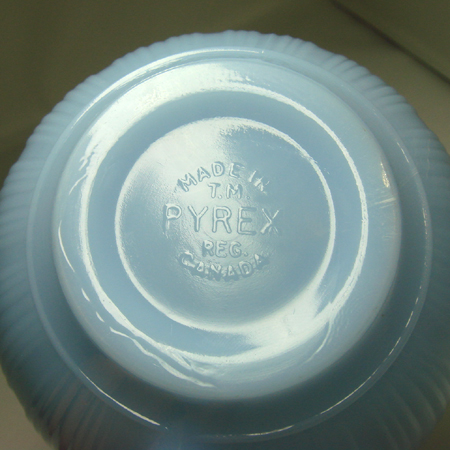 MADE IN
T.M.
PYREX
REG.
CANADA